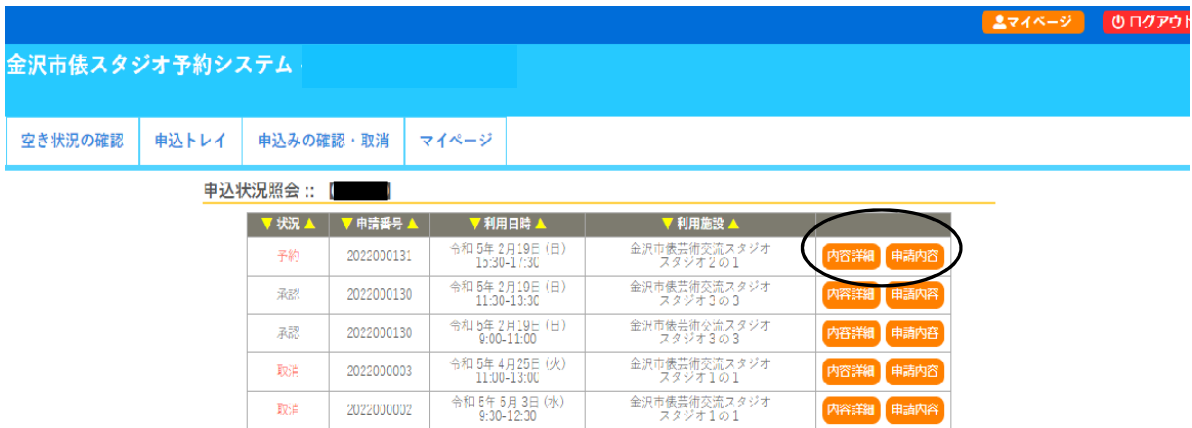 マイページ ログアウト
金沢市俵スタジオ予約システム
空き状況の確認 申込トレイ 申込みの確認・取消 マイページ
申込状況照会 :: 【 】
▼状況▲ ▼申請番号▲ ▼利用日時▲ ▼利用施設▲
予約 2022000131 令和 5年 2月19日 (日) 15:30-17:30 金沢市俵芸術交流スタジオ スタジオ2の1 内容詳細 申請内容
承認 2022000130 令和 5年 2月19日 (日) 11:30-13:30 金沢市俵芸術交流スタジオ スタジオ3の3 内容詳細 申請内容
承認 2022000130 令和 5年 2月19日 (日) 9:00-11:00 金沢市俵芸術交流スタジオ スタジオ3の3 内容詳細 申請内容
取消 2022000003 令和 5年 4月25日 (火) 11:00-13:00 金沢市俵芸術交流スタジオ スタジオ1の1 内容詳細 申請内容
取消 2022000002 令和 5年 5月 3日 (水) 9:30-12:30 金沢市俵芸術交流スタジオ スタジオ1の1 内容詳細 申請内容